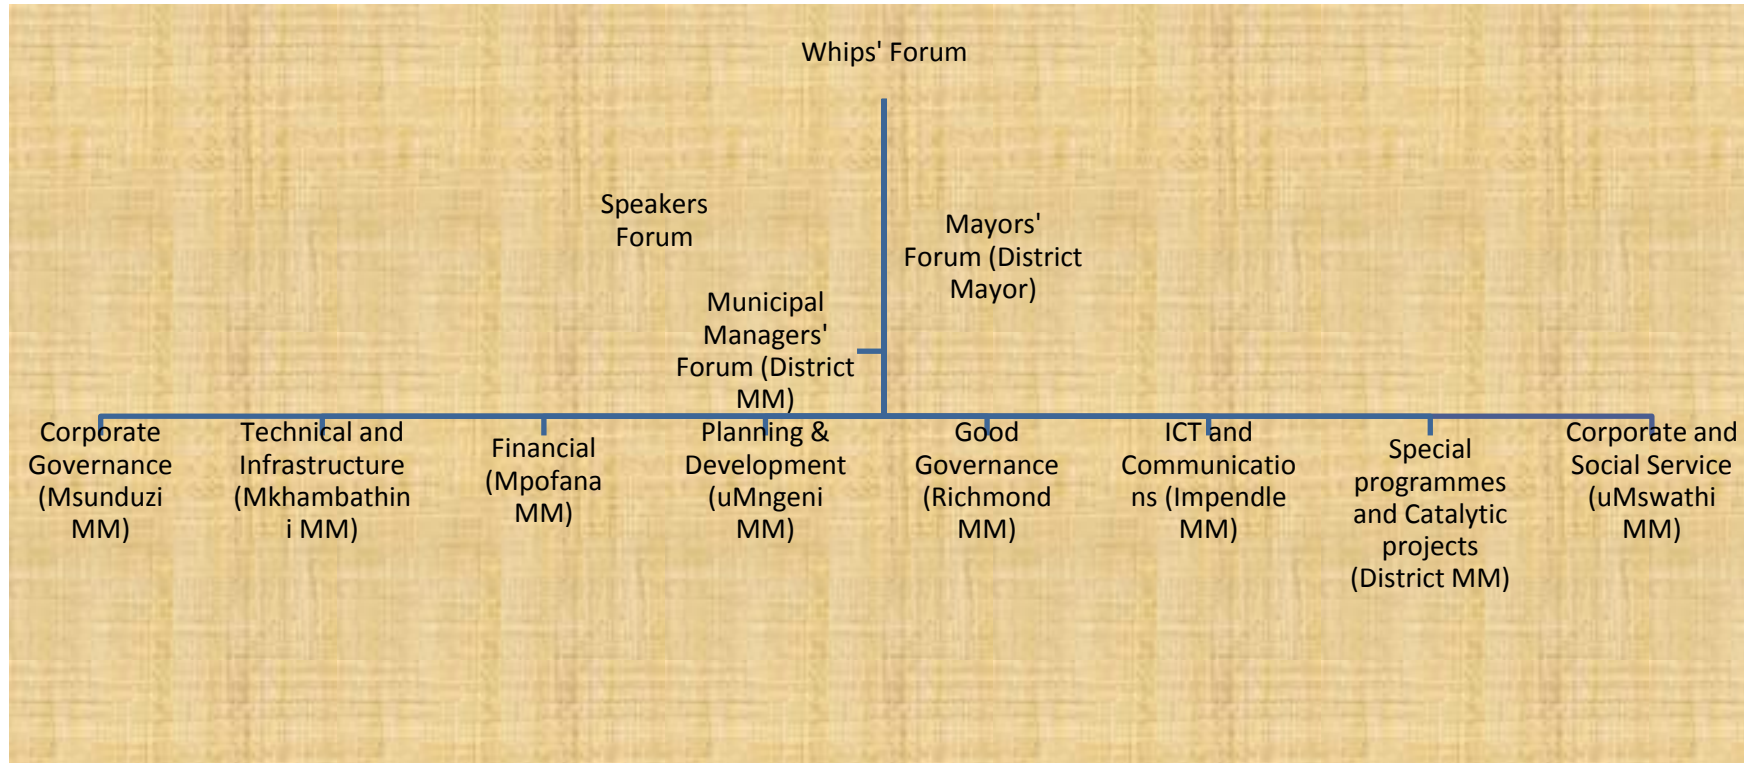 Whips' Forum
Speakers
Forum
Mayors'
Forum (District
Mayor)
Municipal
Managers'
Forum (District
MM)
Corporate
Governance
(Msunduzi
MM)
Technical and
Infrastructure
(Mkhambathin
i MM)
Financial
(Mpofana
MM)
Planning &
Development
(uMngeni
MM)
Good
Governance
(Richmond
MM)
ICT and
Communicatio
ns (Impendle
MM)
Special
programmes
and Catalytic
projects
(District MM)
Corporate and
Social Service
(uMswathi
MM)